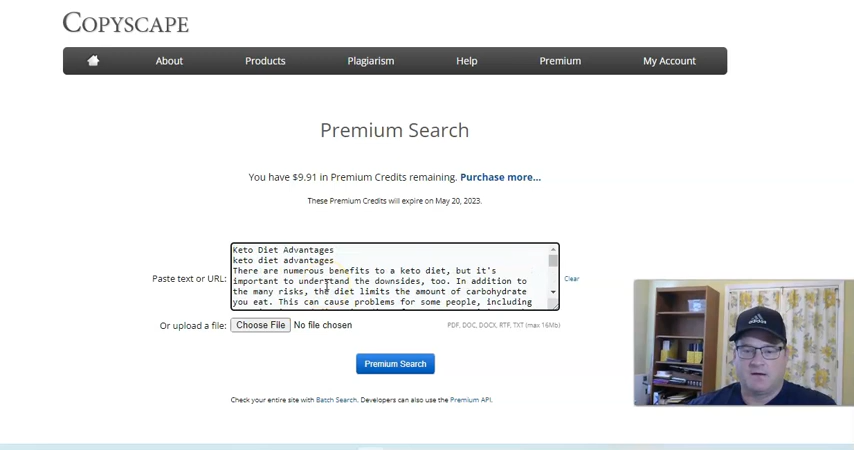 COPYSCAPE
About Products Plagiarism Help Premium My Account
Premium Search
You have $9.91 in Premium Credits remaining. Purchase more...
These Premium Credits will expire on May 20, 2023.
Paste text or URL:
Keto Diet Advantages
keto diet advantages
There are numerous benefits to a keto diet, but it's
important to understand the downsides, too. In addition to
the many risks, the diet limits the amount of carbohydrate
you eat. This can cause problems for some people, including
Clear
Or upload a file: Choose File No file chosen PDF, DOC, DOCX, RTF, TXT (max 16Mb)
Premium Search
Check your entire site with Batch Search. Developers can also use the Premium API.